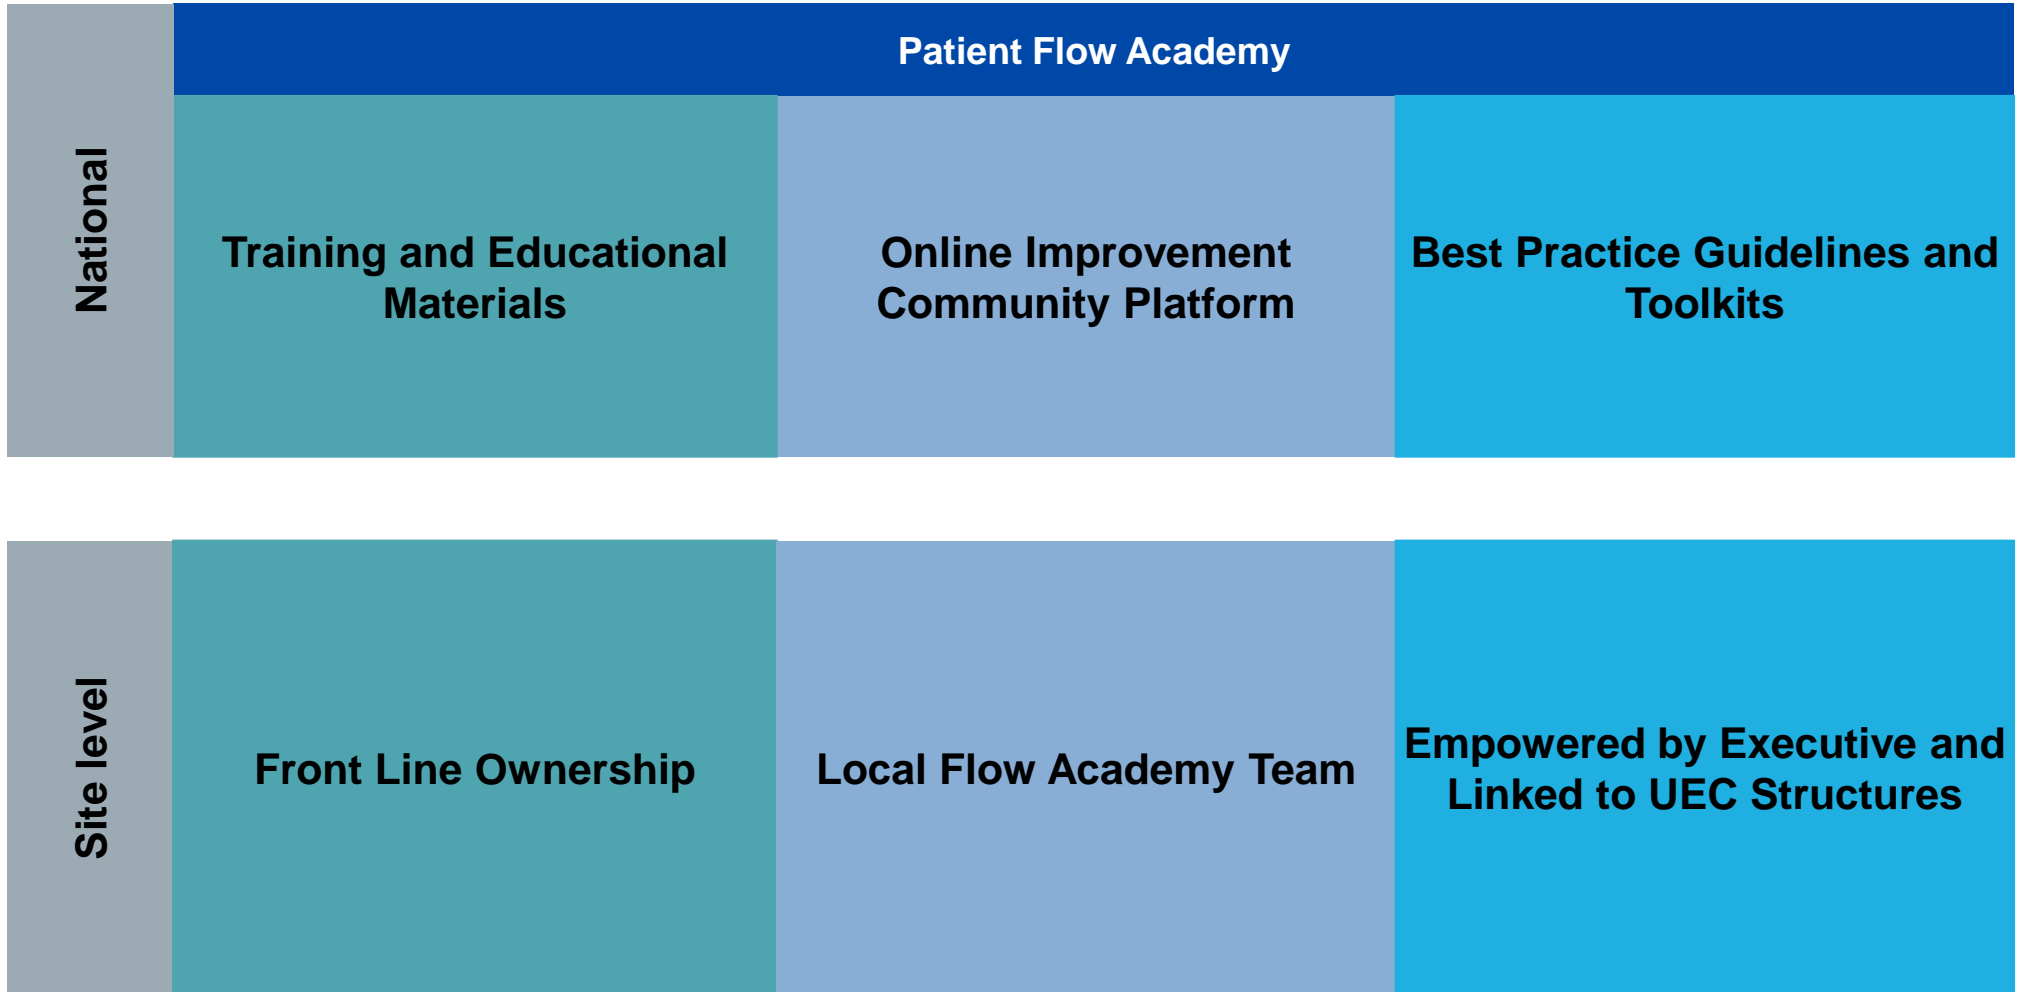 Patient Flow Academy
National
Training and Educational
Materials
Online Improvement
Community Platform
Best Practice Guidelines and
Toolkits
Site level
Front Line Ownership
Local Flow Academy Team
Empowered by Executive and
Linked to UEC Structures